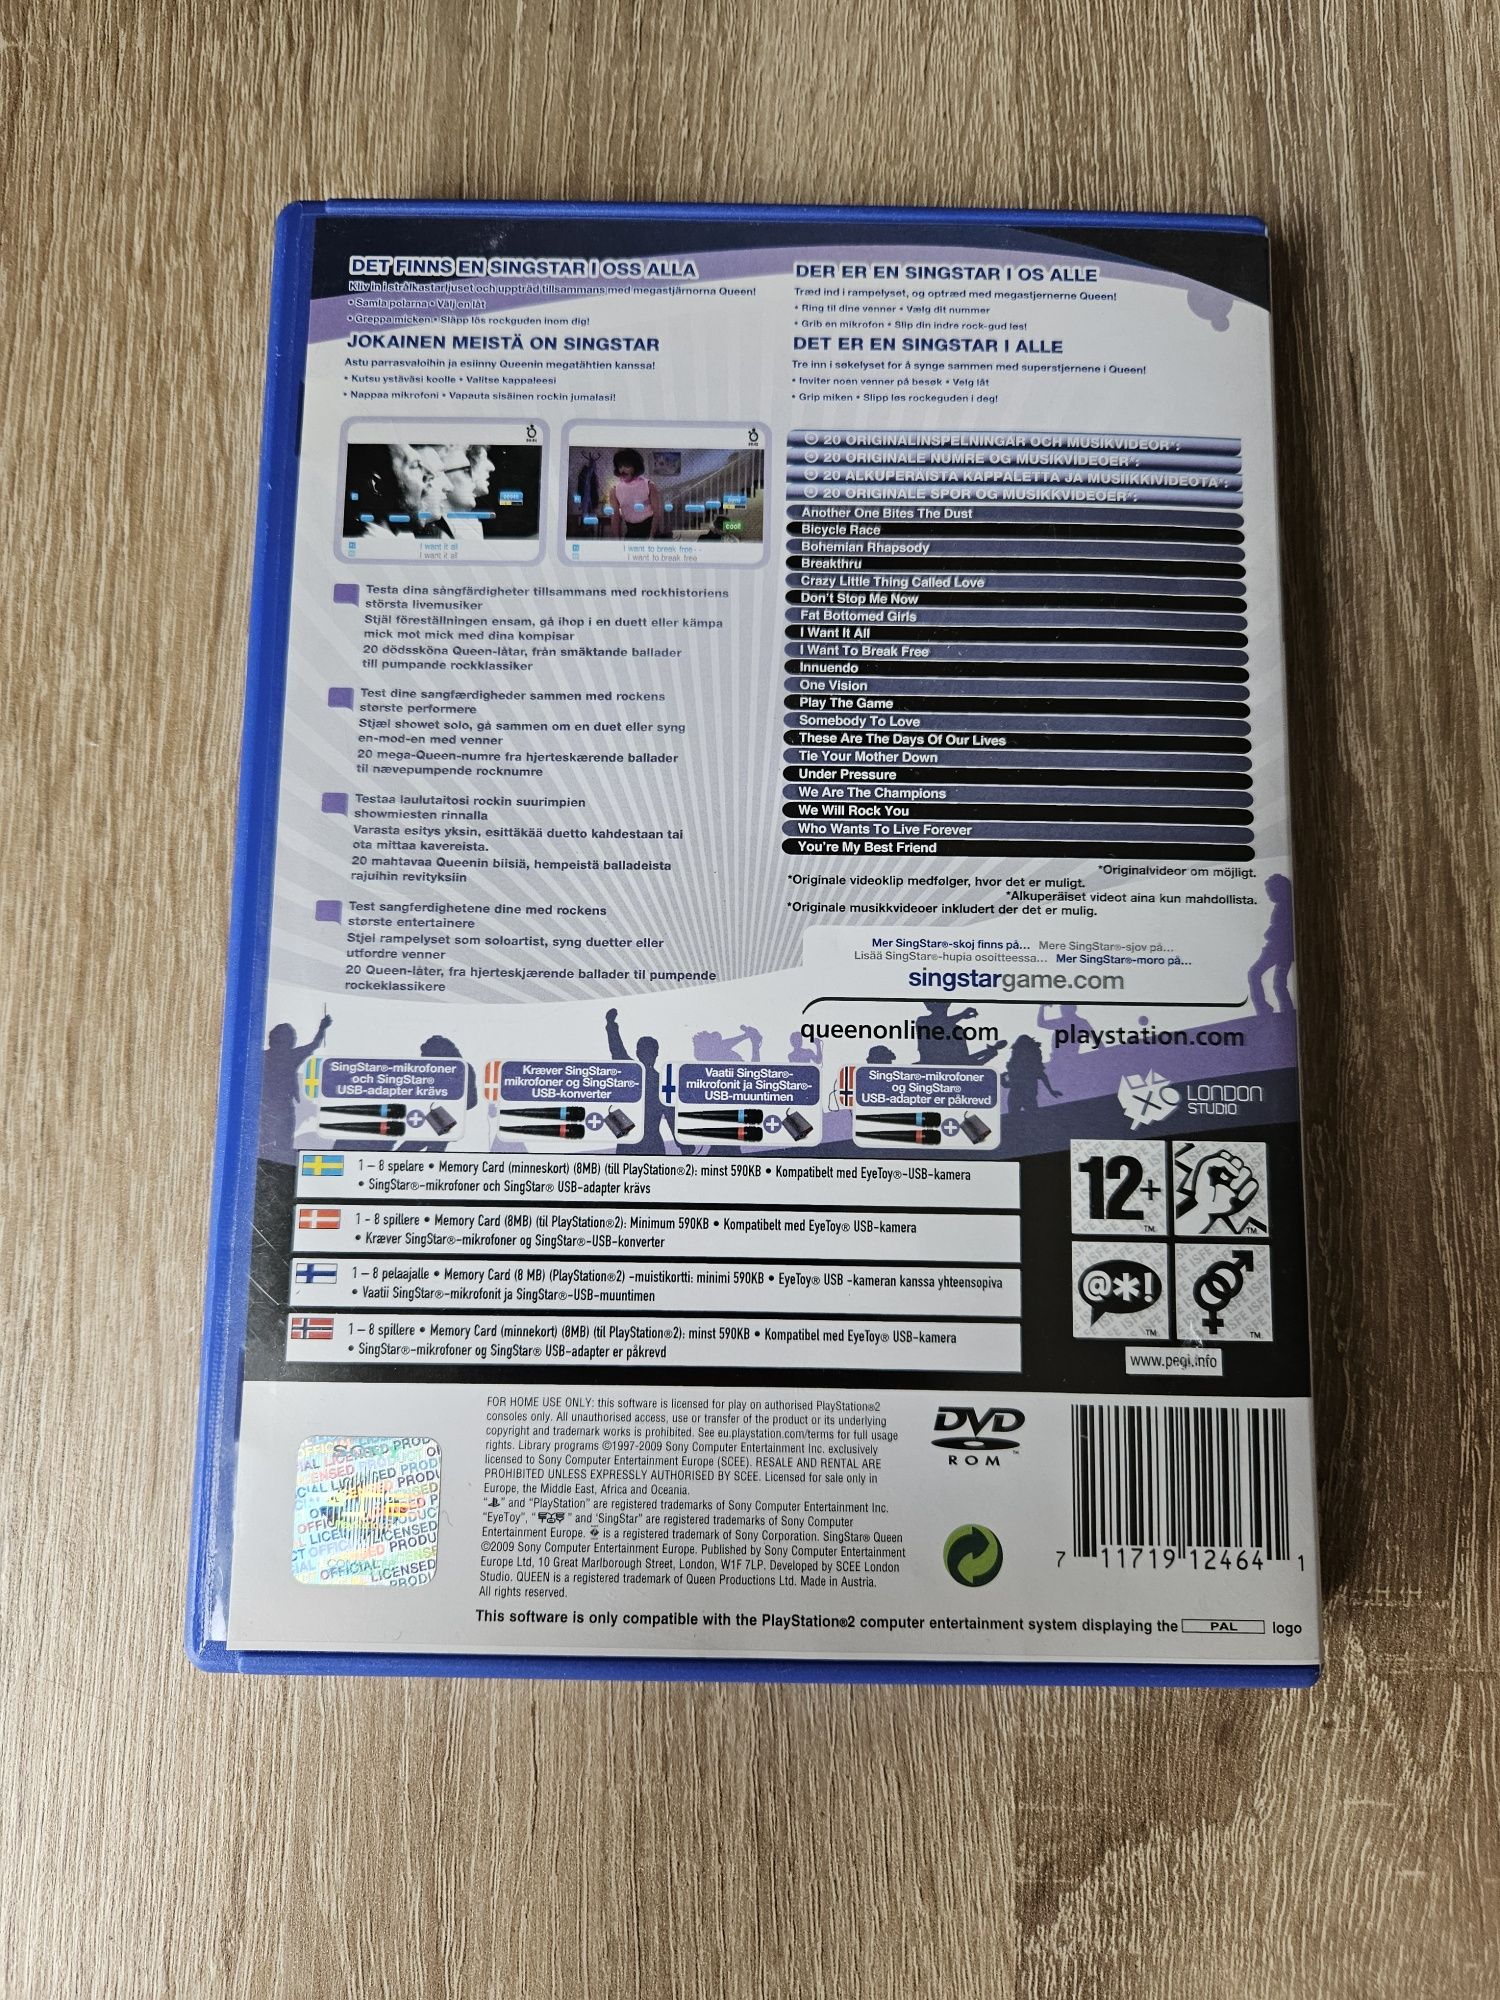 DET FINNS EN SINGSTAR I OSS ALLA
Kliv in i strålkastarljuset och uppträd tillsammans med megastjärnorna Queen!
• Samla polarna • Välj en låt
• Greppa micken • Släpp lös rockguden inom dig!
JOKAINEN MEISTÄ ON SINGSTAR
Astu parrasvaloihin ja esiinny Queenin megatähtien kanssa!
• Kutsu ystäväsi koolle • Valitse kappaleesi
• Nappaa mikrofoni • Vapauta sisäinen rockin jumalasi!
DER ER EN SINGSTAR I OS ALLE
Træd ind i rampelyset, og optræd med megastjernerne Queen!
• Ring til dine venner • Vælg dit nummer
• Grib en mikrofon • Slip din indre rock-gud løs!
DET ER EN SINGSTAR I ALLE
Tre inn i søkelyset for å synge sammen med superstjernene i Queen!
• Inviter noen venner på besøk • Velg låt
• Grip miken • Slipp løs rockeguden i deg!
I want it all
I want it all
cool!
I want to break free - -
I want to break free
Testa dina sångfärdigheter tillsammans med rockhistoriens
största livemusiker
Stjäl föreställningen ensam, gå ihop i en duett eller kämpa
mick mot mick med dina kompisar
20 dödssköna Queen-låtar, från smäktande ballader
till pumpande rockklassiker
Test dine sangfærdigheder sammen med rockens
største performere
Stjæl showet solo, gå sammen om en duet eller syng
en-mod-en med venner
20 mega-Queen-numre fra hjerteskærende ballader
til nævepumpende rocknumre
Testaa laulutaitosi rockin suurimpien
showmiesten rinnalla
Varasta esitys yksin, esittäkää duetto kahdestaan tai
ota mittaa kavereista.
20 mahtavaa Queenin biisiä, hempeistä balladeista
rajuihin revityksiin
Test sangferdighetene dine med rockens
største entertainere
Stjel rampelyset som soloartist, syng duetter eller
utfordre venner
20 Queen-låter, fra hjerteskjærende ballader til pumpende
rockeklassikere
20 ORIGINALINSPELNINGAR OCH MUSIKVIDEOR*:
20 ORIGINALE NUMRE OG MUSIKVIDEOER*:
20 ALKUPERÄISTÄ KAPPALETTA JA MUSIIKKIVIDEOTA*:
20 ORIGINALE SPOR OG MUSIKKVIDEOER*:
Another One Bites The Dust
Bicycle Race
Bohemian Rhapsody
Breakthru
Crazy Little Thing Called Love
Don't Stop Me Now
Fat Bottomed Girls
I Want It All
I Want To Break Free
Innuendo
One Vision
Play The Game
Somebody To Love
These Are The Days Of Our Lives
Tie Your Mother Down
Under Pressure
We Are The Champions
We Will Rock You
Who Wants To Live Forever
You're My Best Friend
*Originalvideor om möjligt.
*Originale videoklip medfølger, hvor det er muligt.
*Alkuperäiset videot aina kun mahdollista.
*Originale musikkvideoer inkludert der det er mulig.
Mer SingStar®-skoj finns på... Mere SingStar®-sjov på...
Lisää SingStar®-hupia osoitteessa... Mer SingStar®-moro på...
singstargame.com
queenonline.com playstation.com
SingStar®-mikrofoner
och SingStar®
USB-adapter krävs
Kræver SingStar®-
mikrofoner og SingStar®-
USB-konverter
Vaatii SingStar®-
mikrofonit ja SingStar®-
USB-muuntimen
SingStar®-mikrofoner
og SingStar®
USB-adapter er påkrevd
LONDON
STUDIO
1 – 8 spelare • Memory Card (minneskort) (8MB) (till PlayStation®2): minst 590KB • Kompatibelt med EyeToy®-USB-kamera
• SingStar®-mikrofoner och SingStar® USB-adapter krävs
1 - 8 spillere • Memory Card (8MB) (til PlayStation®2): Minimum 590KB • Kompatibelt med EyeToy® USB-kamera
• Kræver SingStar®-mikrofoner og SingStar®-USB-konverter
1 – 8 pelaajalle • Memory Card (8 MB) (PlayStation®2) -muistikortti: minimi 590KB • EyeToy® USB -kameran kanssa yhteensopiva
• Vaatii SingStar®-mikrofonit ja SingStar®-USB-muuntimen
1 – 8 spillere • Memory Card (minnekort) (8MB) (til PlayStation®2): minst 590KB • Kompatibel med EyeToy® USB-kamera
• SingStar®-mikrofoner og SingStar® USB-adapter er påkrevd
12+
@*!
www.pegi.info
FOR HOME USE ONLY: this software is licensed for play on authorised PlayStation®2
consoles only. All unauthorised access, use or transfer of the product or its underlying
copyright and trademark works is prohibited. See eu.playstation.com/terms for full usage
rights. Library programs ©1997-2009 Sony Computer Entertainment Inc. exclusively
licensed to Sony Computer Entertainment Europe (SCEE). RESALE AND RENTAL ARE
PROHIBITED UNLESS EXPRESSLY AUTHORISED BY SCEE. Licensed for sale only in
Europe, the Middle East, Africa and Oceania.
" " and "PlayStation" are registered trademarks of Sony Computer Entertainment Inc.
"EyeToy", " " and 'SingStar" are registered trademarks of Sony Computer
Entertainment Europe. is a registered trademark of Sony Corporation. SingStar® Queen
©2009 Sony Computer Entertainment Europe. Published by Sony Computer Entertainment
Europe Ltd, 10 Great Marlborough Street, London, W1F 7LP. Developed by SCEE London
Studio. QUEEN is a registered trademark of Queen Productions Ltd. Made in Austria.
All rights reserved.
This software is only compatible with the PlayStation®2 computer entertainment system displaying the PAL logo
DVD
ROM
7 11719 12464 1